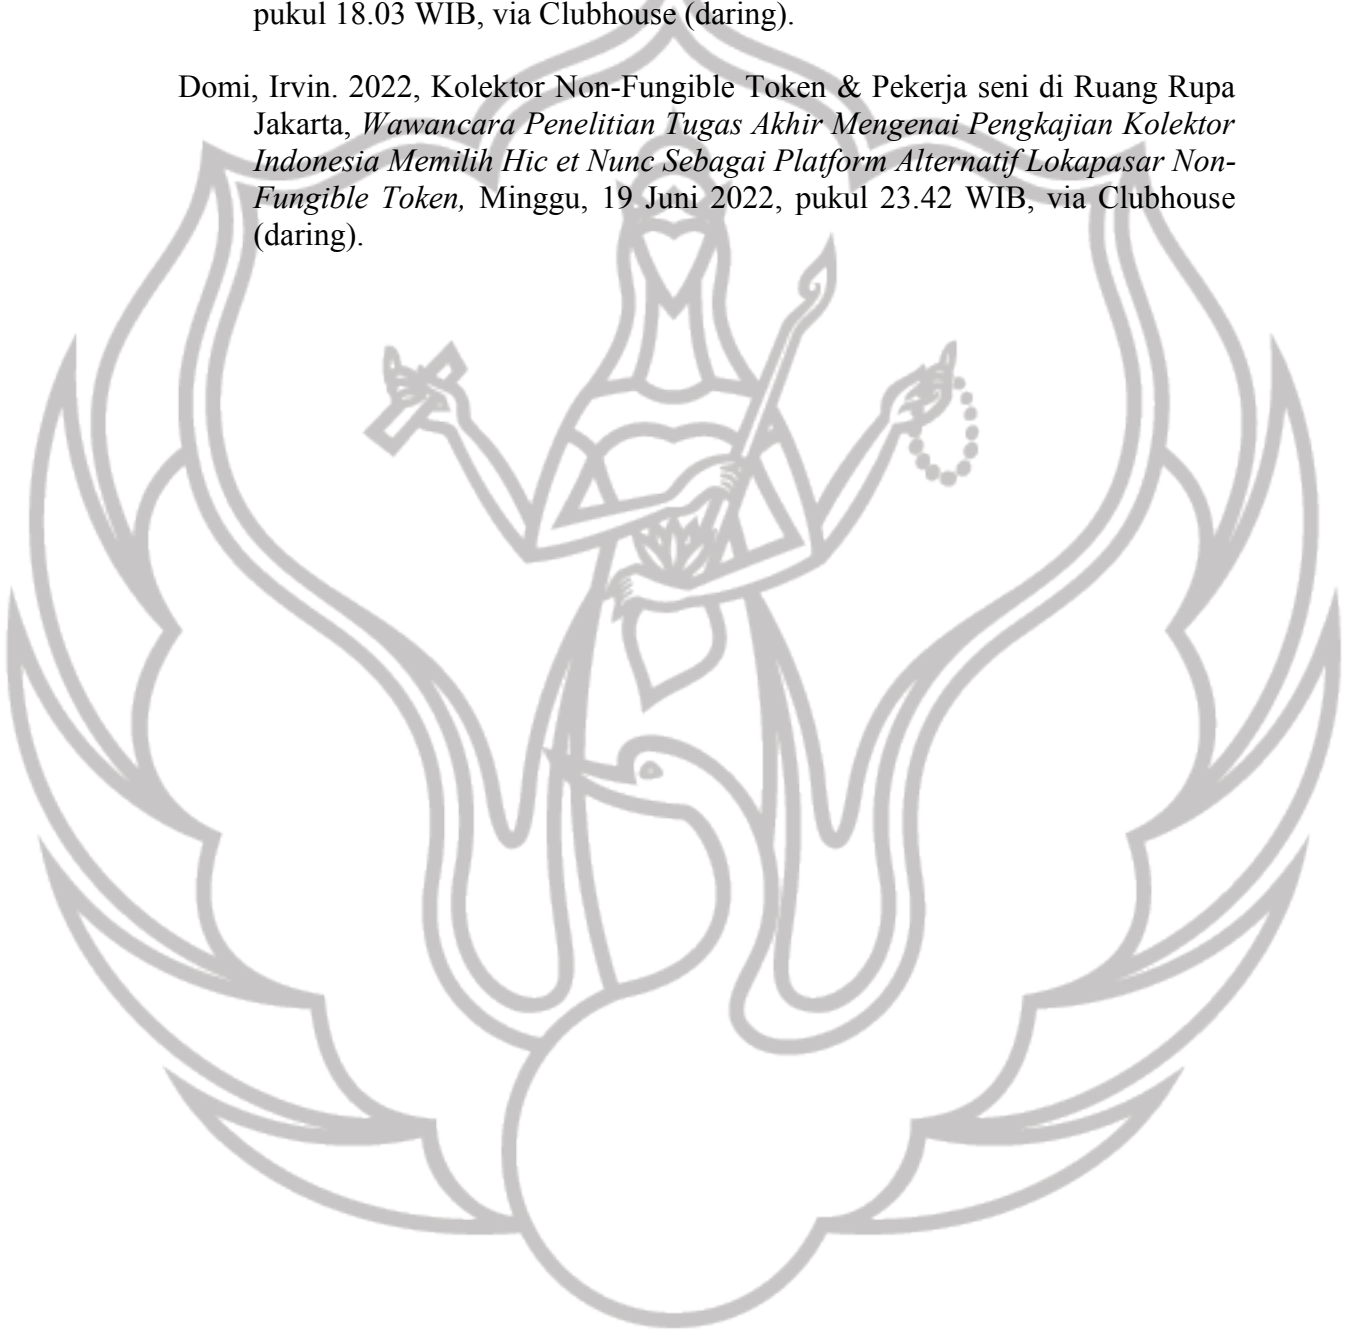 pukul 18.03 WIB, via Clubhouse (daring).
Domi, Irvin. 2022, Kolektor Non-Fungible Token & Pekerja seni di Ruang Rupa
Jakarta, Wawancara Penelitian Tugas Akhir Mengenai Pengkajian Kolektor
Indonesia Memilih Hic et Nunc Sebagai Platform Alternatif Lokapasar Non-
Fungible Token, Minggu, 19 Juni 2022, pukul 23.42 WIB, via Clubhouse
(daring).